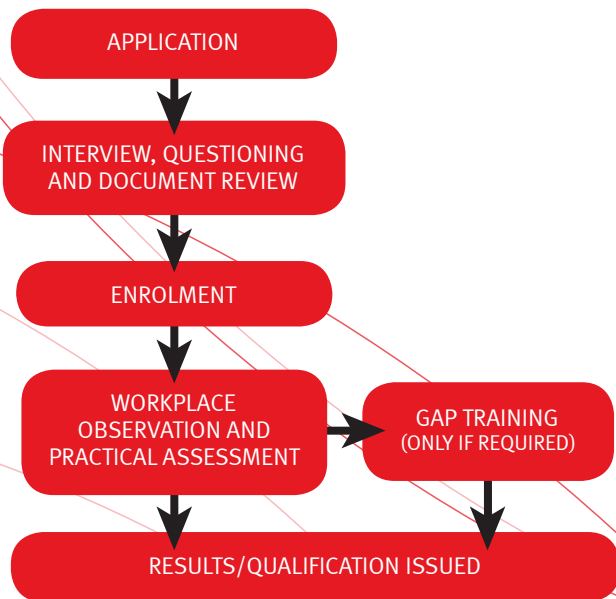 APPLICATION
INTERVIEW, QUESTIONING
AND DOCUMENT REVIEW
ENROLMENT
WORKPLACE
OBSERVATION AND
PRACTICAL ASSESSMENT
GAP TRAINING
(ONLY IF REQUIRED)
RESULTS/QUALIFICATION ISSUED